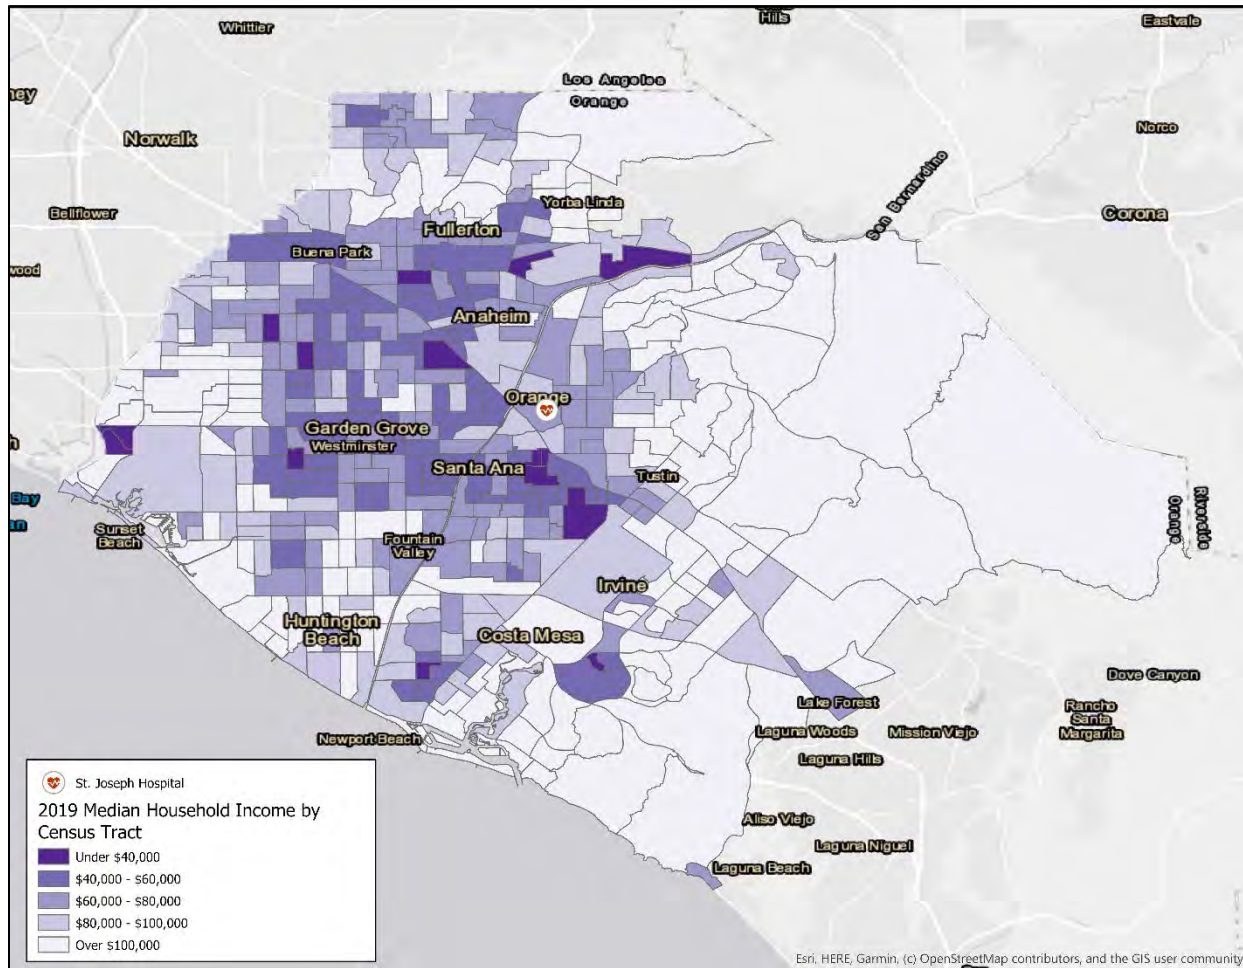 Hills
Eastvale
Whittier
Los Angeles
Orange
ney
Norwalk
Norco
San Bernardino
Bellflower
Yorba Linda
Corona
Fullerton
Buena Park
wood
Anaheim
Orange
Garden Grove
Westminster
h
Santa Ana
Tustin
Bay
an
Sunset
Beach
Riverside
Orange
Fountain
Valley
Irvine
Huntington
Beach
Costa Mesa
Dove Canyon
Lake Forest
Rancho
Santa
Margarita
Newport Beach
Laguna Woods
Mission Viejo
Laguna Hills
Aliso Viejo
Laguna Niguel
Laguna Beach
St. Joseph Hospital
2019 Median Household Income by
Census Tract
Under $40,000
$40,000 - $60,000
$60,000 - $80,000
$80,000 - $100,000
Over $100,000
Esri, HERE, Garmin, (c) OpenStreetMap contributors, and the GIS user community